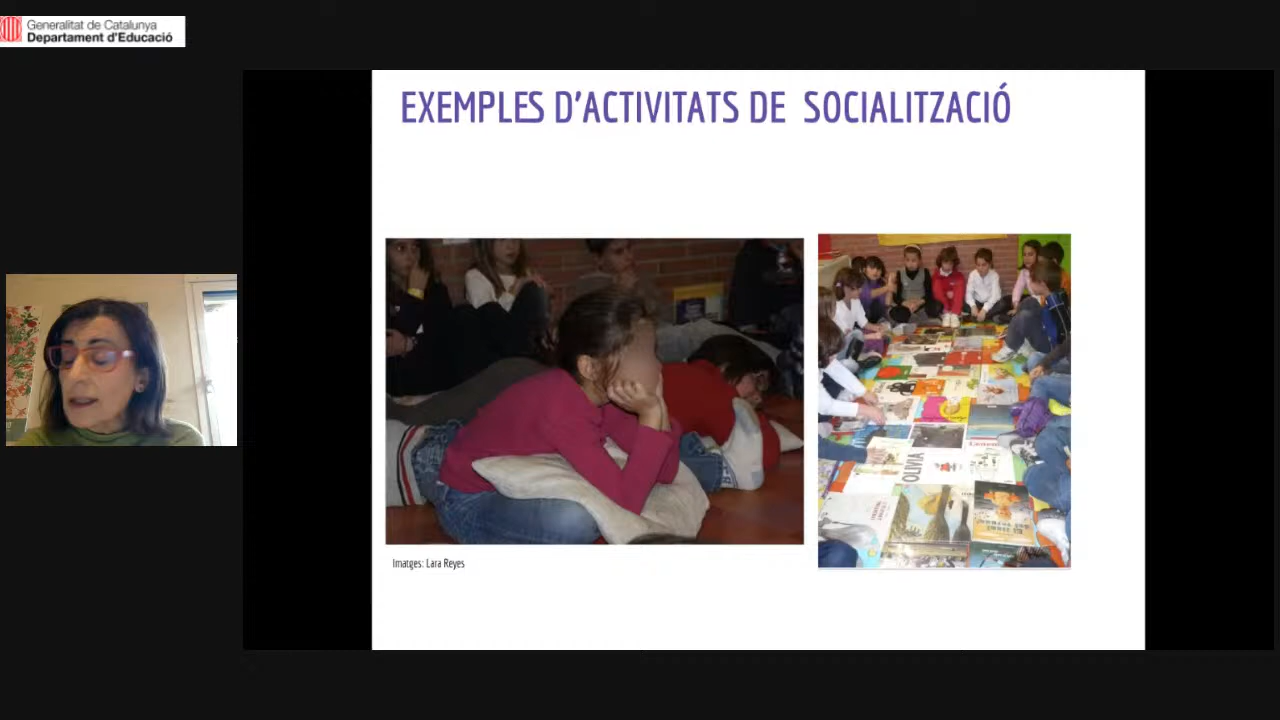 Generalitat de Catalunya
Departament d'Educació
EXEMPLES D'ACTIVITATS DE SOCIALITZACIÓ
OLIVIA
Imatges: Lara Reyes